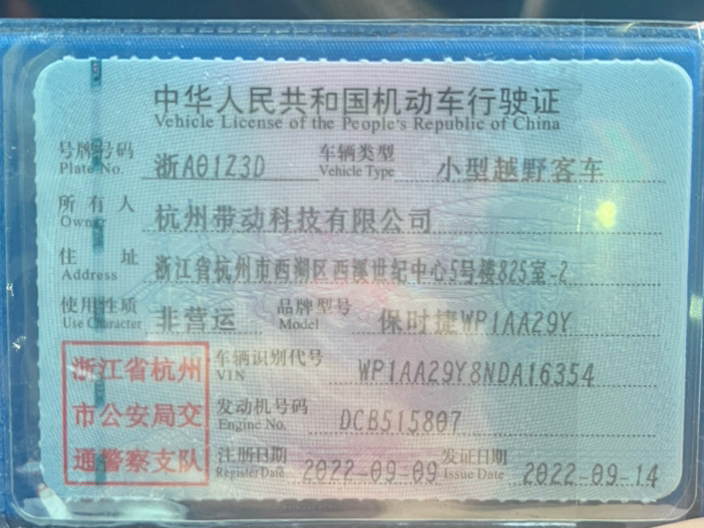 中华人民共和国机动车行驶证
Vehicle License of the People's Republic of China
号牌号码 浙A01Z3D 车辆类型 小型越野客车
Plate No. Vehicle Type
所有人 杭州带动科技有限公司
Owner
住址 浙江省杭州市西湖区西溪世纪中心5号楼825室-2
Address
使用性质 非营运 品牌型号 保时捷WP1AA29Y
Use Character Model
浙江省杭州 车辆识别代号 WP1AA29Y8NDA16354
VIN
市公安局交 发动机号码 DCB515807
Engine No.
通警察支队 注册日期 2022-09-09 发证日期 2022-09-14
Register Date Issue Date